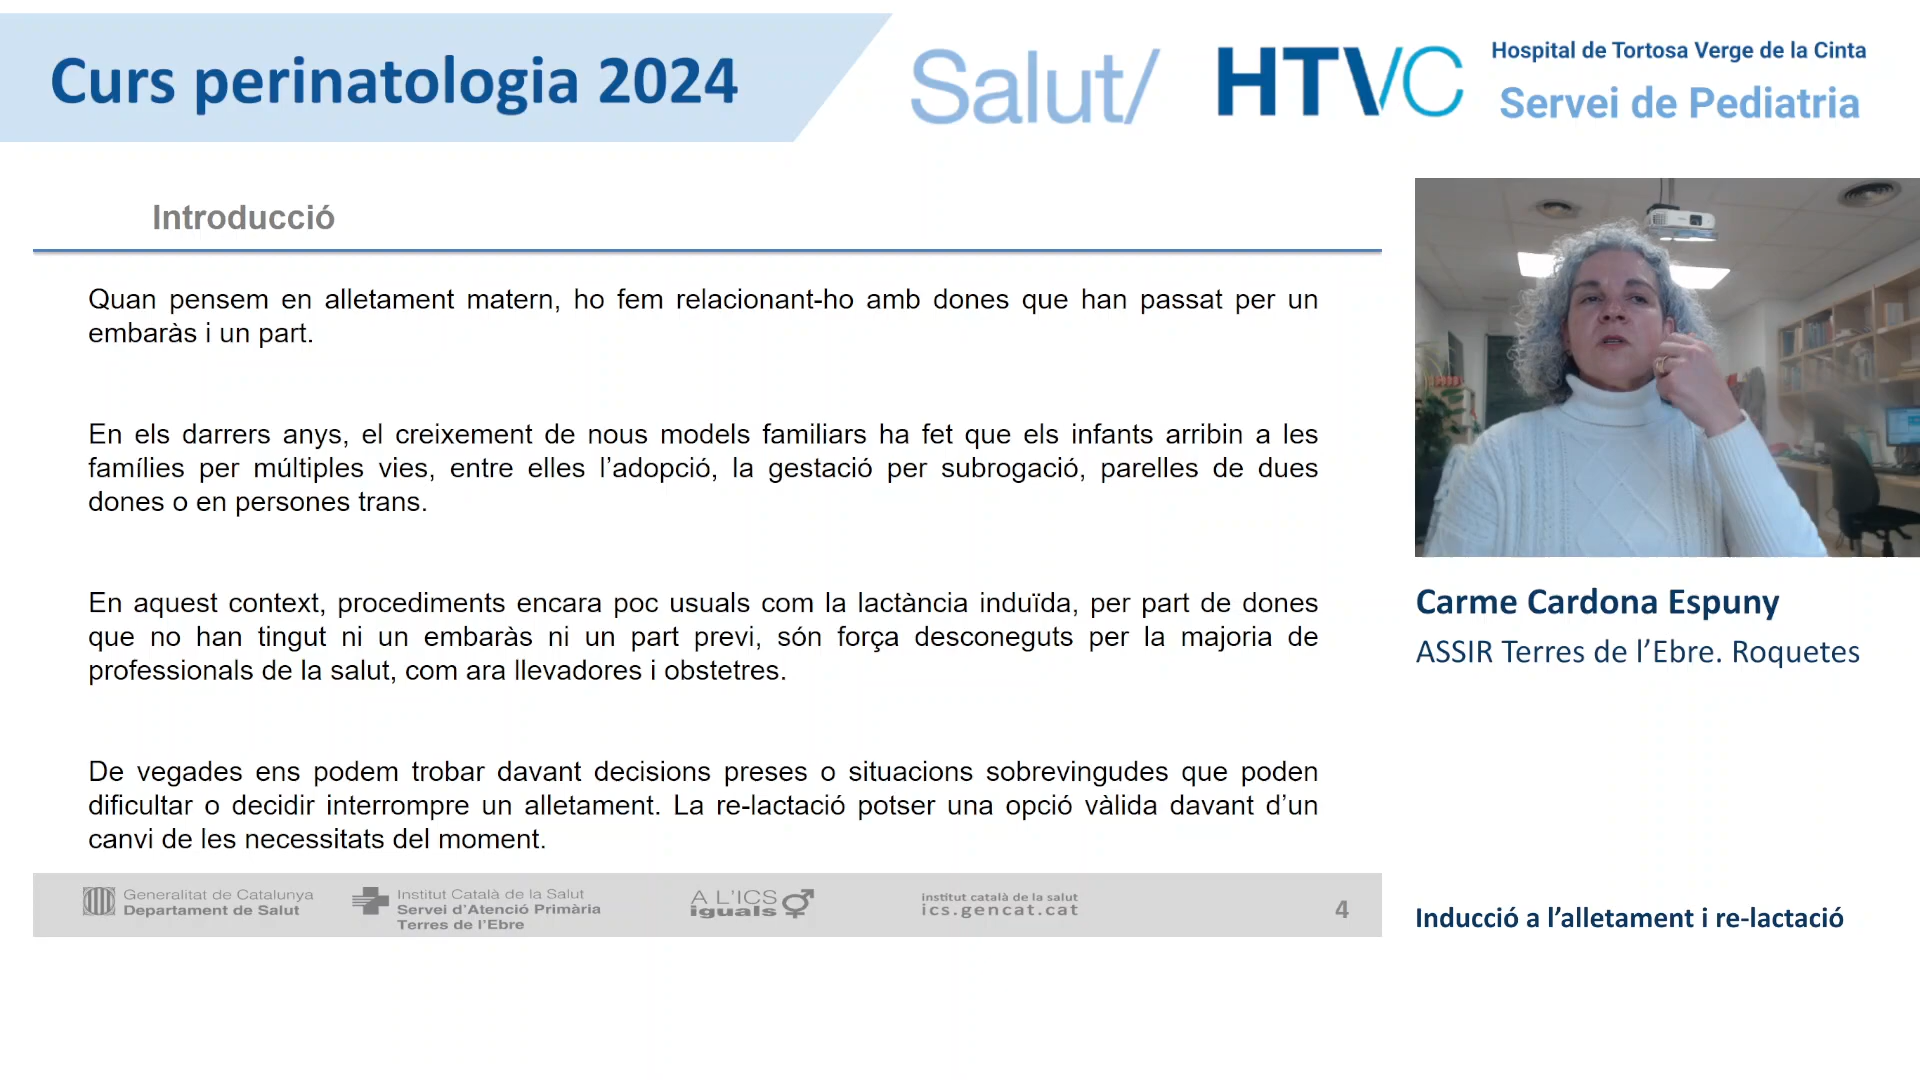 Curs perinatologia 2024
Salut/
HTVC
Hospital de Tortosa Verge de la Cinta
Servei de Pediatria
Introducció
Quan pensem en alletament matern, ho fem relacionant-ho amb dones que han passat per un
embaràs i un part.
En els darrers anys, el creixement de nous models familiars ha fet que els infants arribin a les
famílies per múltiples vies, entre elles l’adopció, la gestació per subrogació, parelles de dues
dones o en persones trans.
En aquest context, procediments encara poc usuals com la lactància induïda, per part de dones
que no han tingut ni un embaràs ni un part previ, són força desconeguts per la majoria de
professionals de la salut, com ara llevadores i obstetres.
De vegades ens podem trobar davant decisions preses o situacions sobrevingudes que poden
dificultar o decidir interrompre un alletament. La re-lactació potser una opció vàlida davant d’un
canvi de les necessitats del moment.
Generalitat de Catalunya
Departament de Salut
Institut Català de la Salut
Servei d’Atenció Primària
Terres de l’Ebre
A L’ICS
iguals
institut català de la salut
ics.gencat.cat
4
Carme Cardona Espuny
ASSIR Terres de l’Ebre. Roquetes
Inducció a l’alletament i re-lactació